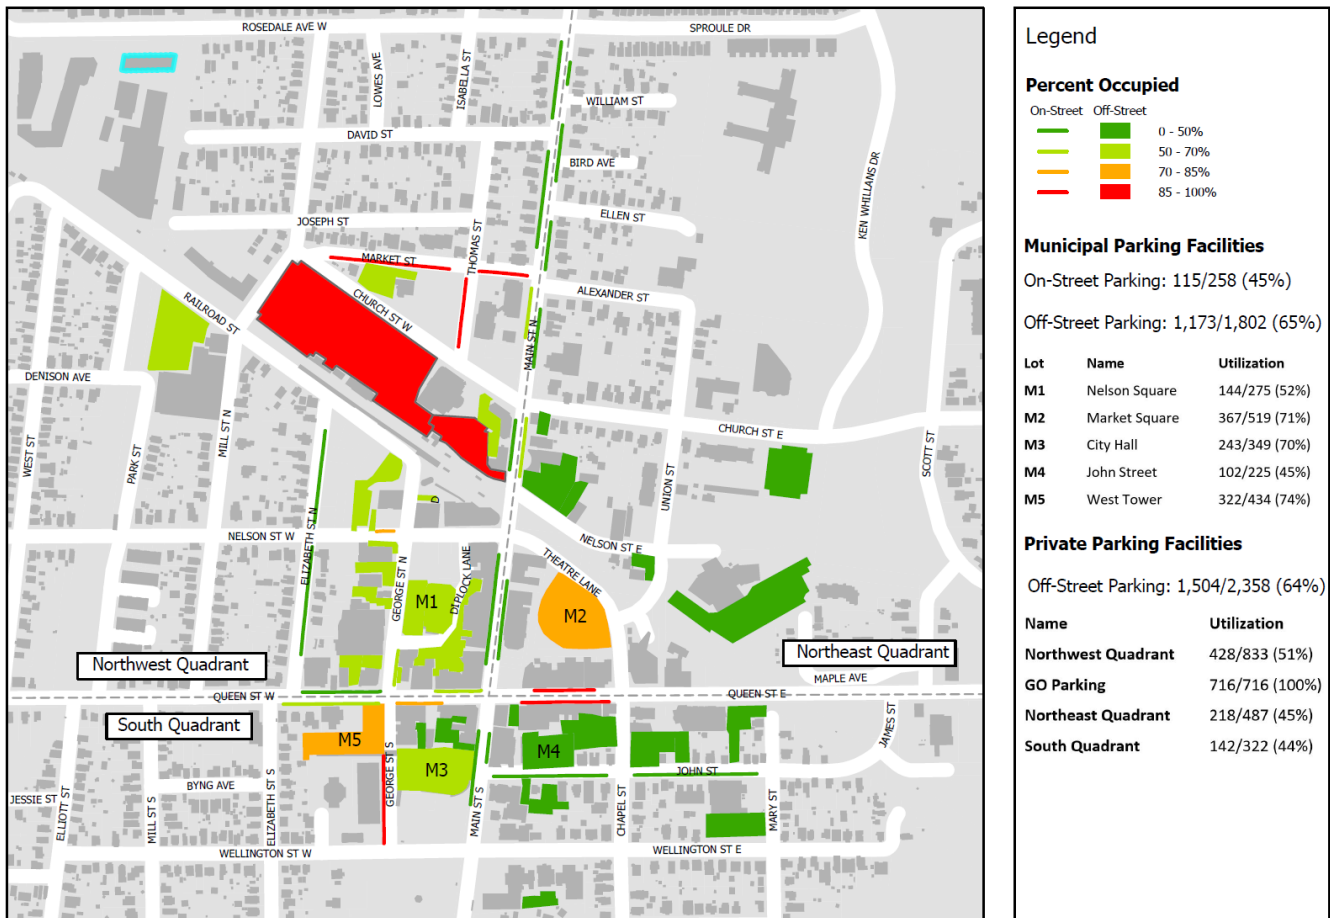 ROSEDALE AVE W
SPROULE DR
LOWES AVE
ISABELLA ST
WILLIAM ST
DAVID ST
BIRD AVE
KEN WHILLANS DR
ELLEN ST
JOSEPH ST
THOMAS ST
MARKET ST
CHURCH ST W
ALEXANDER ST
RAILROAD ST
MAIN ST N
DENISON AVE
MILL ST N
WEST ST
PARK ST
CHURCH ST E
SCOTT ST
UNION ST
D
ELIZABETH ST N
NELSON ST W
NELSON ST E
THEATRE LANE
GEORGE ST N
DIPLOCK LANE
M1
M2
Northwest Quadrant
Northeast Quadrant
MAPLE AVE
QUEEN ST W
QUEEN ST E
South Quadrant
M5
M4
M3
JAMES ST
JOHN ST
GEORGE ST S
BYNG AVE
JESSIE ST
ELLIOTT ST
MILL ST S
ELIZABETH ST S
MAIN ST S
CHAPEL ST
MARY ST
WELLINGTON ST W
WELLINGTON ST E
Legend
Percent Occupied
On-Street Off-Street
0 - 50%
50 - 70%
70 - 85%
85 - 100%
Municipal Parking Facilities
On-Street Parking: 115/258 (45%)
Off-Street Parking: 1,173/1,802 (65%)
Lot Name Utilization
M1 Nelson Square 144/275 (52%)
M2 Market Square 367/519 (71%)
M3 City Hall 243/349 (70%)
M4 John Street 102/225 (45%)
M5 West Tower 322/434 (74%)
Private Parking Facilities
Off-Street Parking: 1,504/2,358 (64%)
Name Utilization
Northwest Quadrant 428/833 (51%)
GO Parking 716/716 (100%)
Northeast Quadrant 218/487 (45%)
South Quadrant 142/322 (44%)